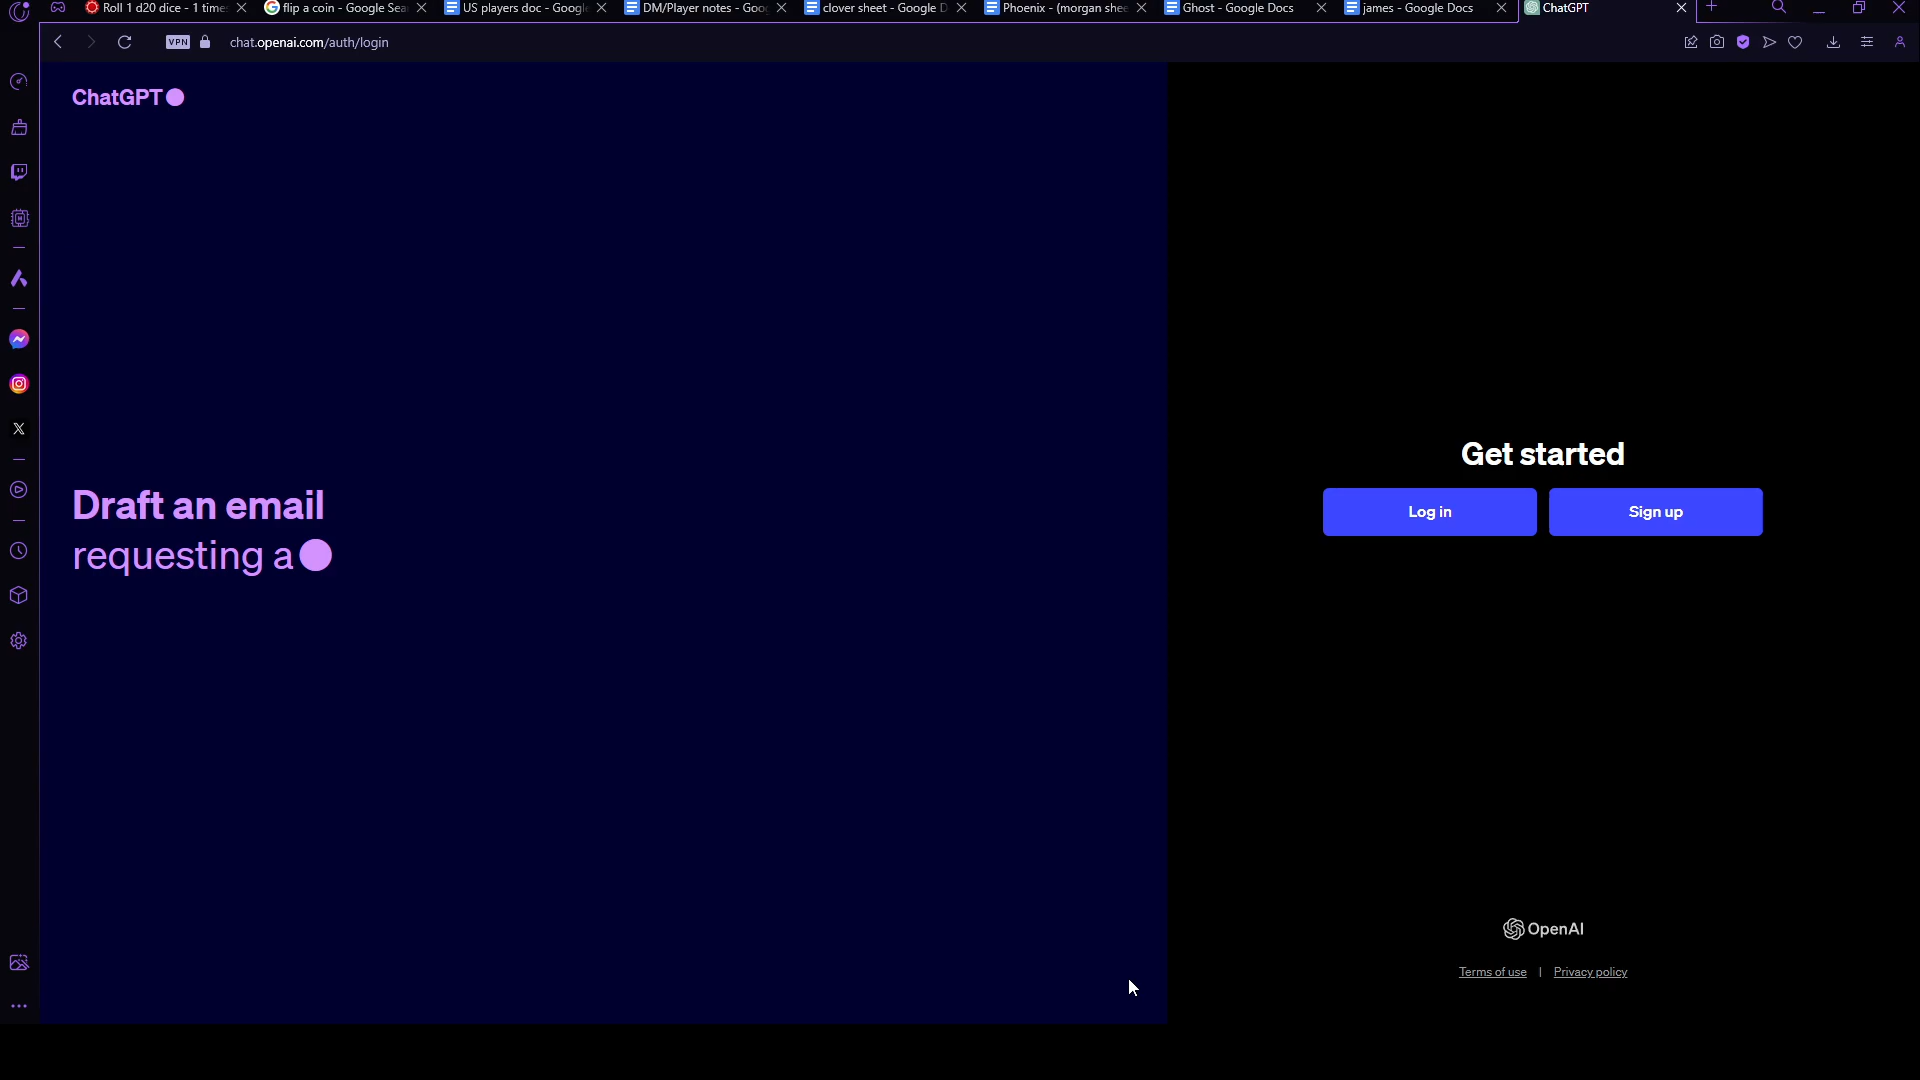 Roll 1 d20 dice - 1 time
flip a coin - Google Sea
US players doc - Google
DM/Player notes - Goo
clover sheet - Google D
Phoenix - (morgan shee
Ghost - Google Docs
james - Google Docs
ChatGPT
VPN
chat.openai.com/auth/login
ChatGPT
Draft an email
requesting a
Get started
Log in
Sign up
OpenAI
Terms of use | Privacy policy